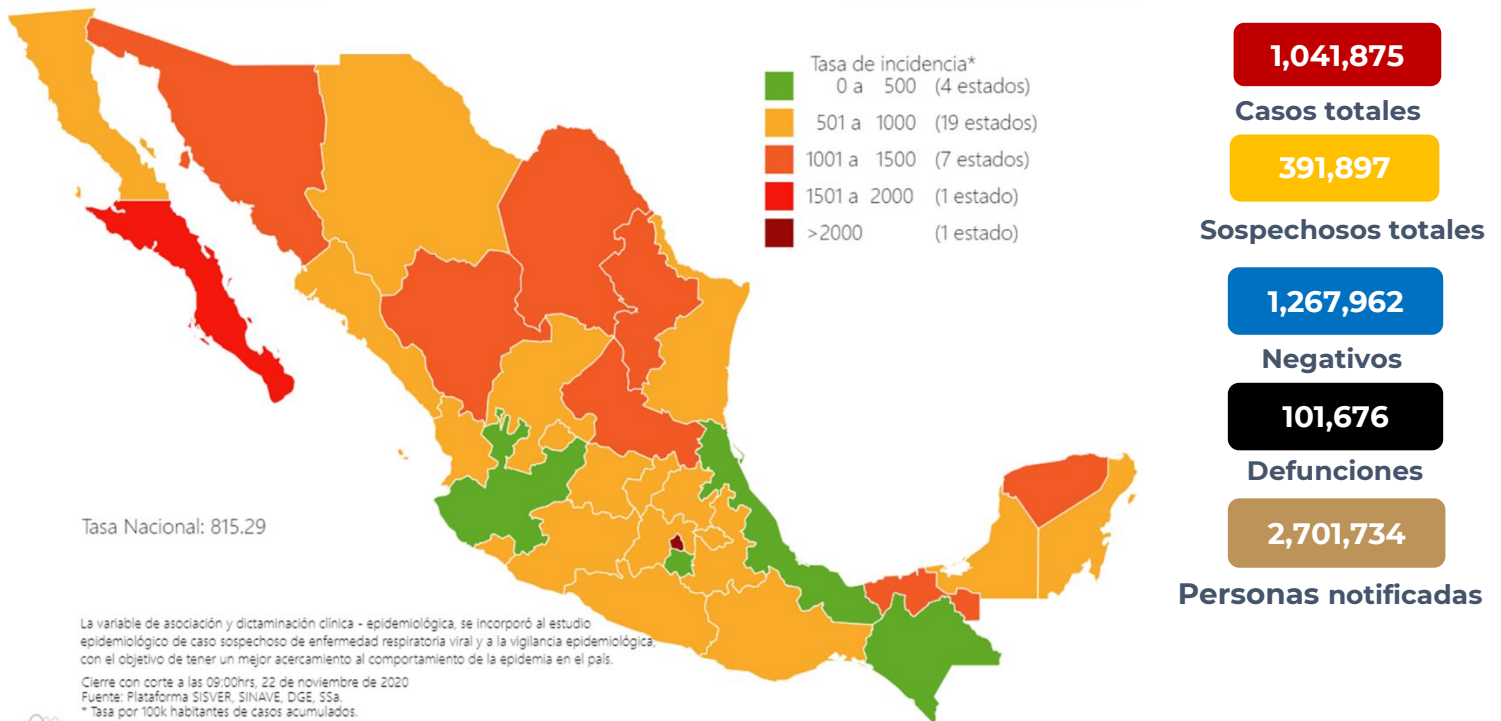 Tasa de incidencia*
0 a 500 (4 estados)
501 a 1000 (19 estados)
1001 a 1500 (7 estados)
1501 a 2000 (1 estado)
>2000 (1 estado)
Tasa Nacional: 815.29
La variable de asociación y dictaminación clínica - epidemiológica, se incorporó al estudio
epidemiológico de caso sospechoso de enfermedad respiratoria viral y a la vigilancia epidemiológica,
con el objetivo de tener un mejor acercamiento al comportamiento de la epidemia en el país.
Cierre con corte a las 09:00hrs, 22 de noviembre de 2020
Fuente: Plataforma SISVER, SINAVE, DGE, SSa.
* Tasa por 100k habitantes de casos acumulados.
1,041,875
Casos totales
391,897
Sospechosos totales
1,267,962
Negativos
101,676
Defunciones
2,701,734
Personas notificadas